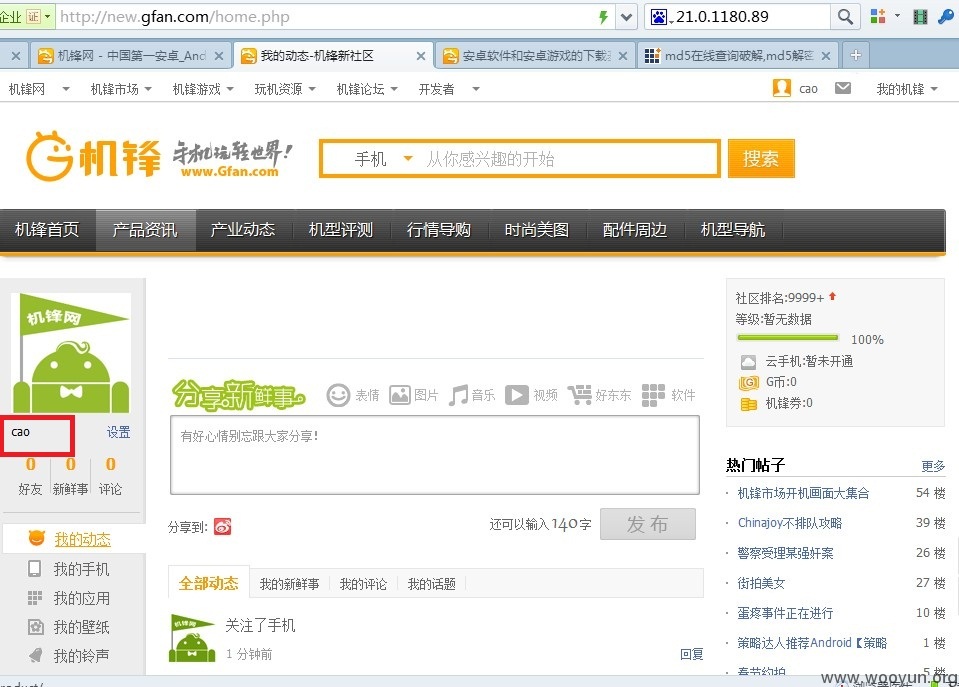 企业 证 http://new.gfan.com/home.php 21.0.1180.89
机锋网 - 中国第一安卓_And 我的动态-机锋新社区 安卓软件和安卓游戏的下载 md5在线查询破解,md5解密
机锋网 机锋市场 机锋游戏 玩机资源 机锋论坛 开发者 cao 我的机锋
机锋 手机玩转世界!
www.Gfan.com
手机 从你感兴趣的开始 搜索
机锋首页 产品资讯 产业动态 机型评测 行情导购 时尚美图 配件周边 机型导航
机锋网
cao 设置
0 0 0
好友 新鲜事 评论
我的动态
我的手机
我的应用
我的壁纸
我的铃声
分享新鲜事 表情 图片 音乐 视频 好东东 软件
有好心情别忘跟大家分享!
分享到: 还可以输入140字 发 布
全部动态 我的新鲜事 我的评论 我的话题
机锋网 关注了手机
1 分钟前 回复
社区排名:9999+
等级:暂无数据
100%
云手机:暂未开通
G币:0
机锋券:0
热门帖子 更多
· 机锋市场开机画面大集合 54 楼
· Chinajoy不排队攻略 39 楼
· 警察受理某强奸案 26 楼
· 街拍美女 27 楼
· 蛋疼事件正在进行 10 楼
· 策略达人推荐Android【策略 1 楼
· 春节约拍 5 楼
www.wooyun.org